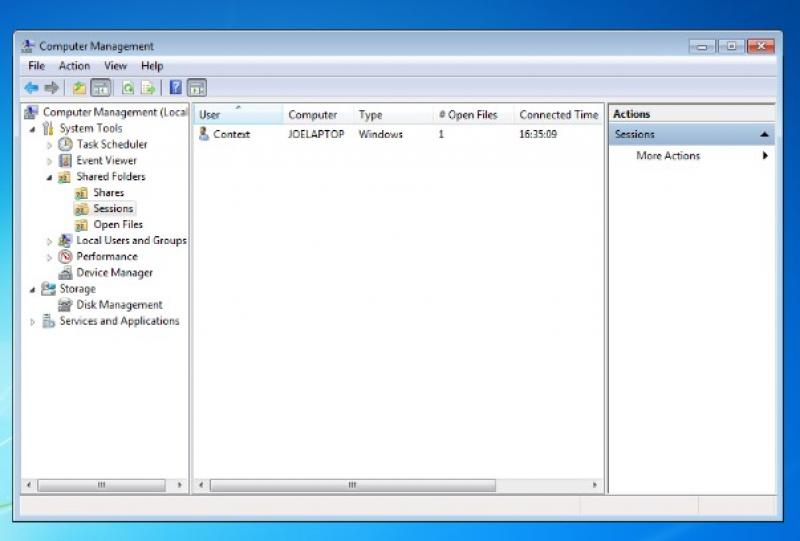 Computer Management
File Action View Help
Computer Management (Local
System Tools
Task Scheduler
Event Viewer
Shared Folders
Shares
Sessions
Open Files
Local Users and Groups
Performance
Device Manager
Storage
Disk Management
Services and Applications
User Computer Type # Open Files Connected Time
Context JOELAPTOP Windows 1 16:35:09
Actions
Sessions
More Actions